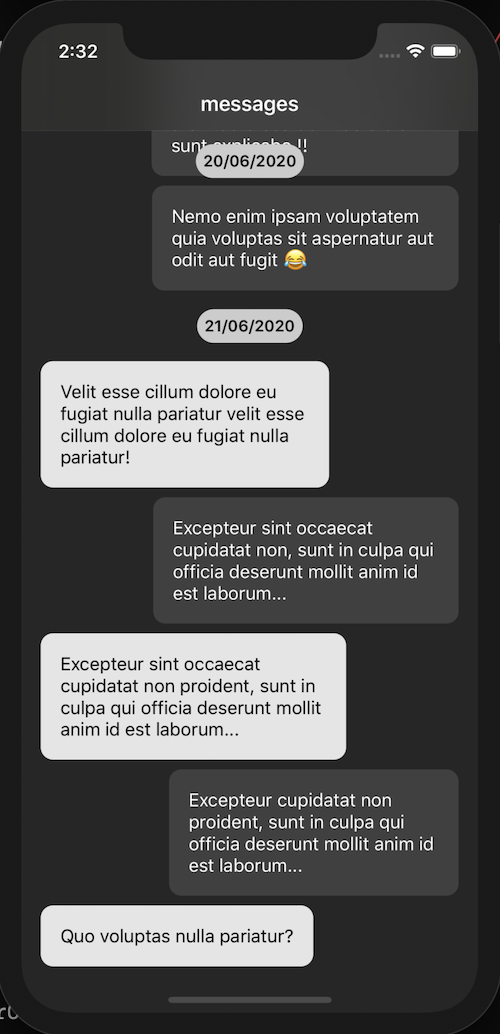 2:32
messages
sunt !!
20/06/2020
Nemo enim ipsam voluptatem
quia voluptas sit aspernatur aut
odit aut fugit 😂
21/06/2020
Velit esse cillum dolore eu
fugiat nulla pariatur velit esse
cillum dolore eu fugiat nulla
pariatur!
Excepteur sint occaecat
cupidatat non, sunt in culpa qui
officia deserunt mollit anim id
est laborum...
Excepteur sint occaecat
cupidatat non proident, sunt in
culpa qui officia deserunt mollit
anim id est laborum...
Excepteur cupidatat non
proident, sunt in culpa qui
officia deserunt mollit anim id
est laborum...
Quo voluptas nulla pariatur?